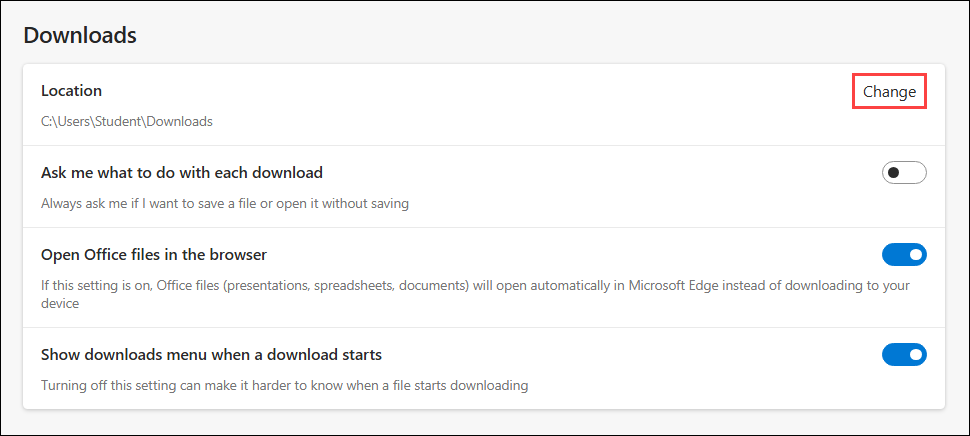 Downloads
Location
Change
C:\Users\Student\Downloads
Ask me what to do with each download
Always ask me if I want to save a file or open it without saving
Open Office files in the browser
If this setting is on, Office files (presentations, spreadsheets, documents) will open automatically in Microsoft Edge instead of downloading to your
device
Show downloads menu when a download starts
Turning off this setting can make it harder to know when a file starts downloading